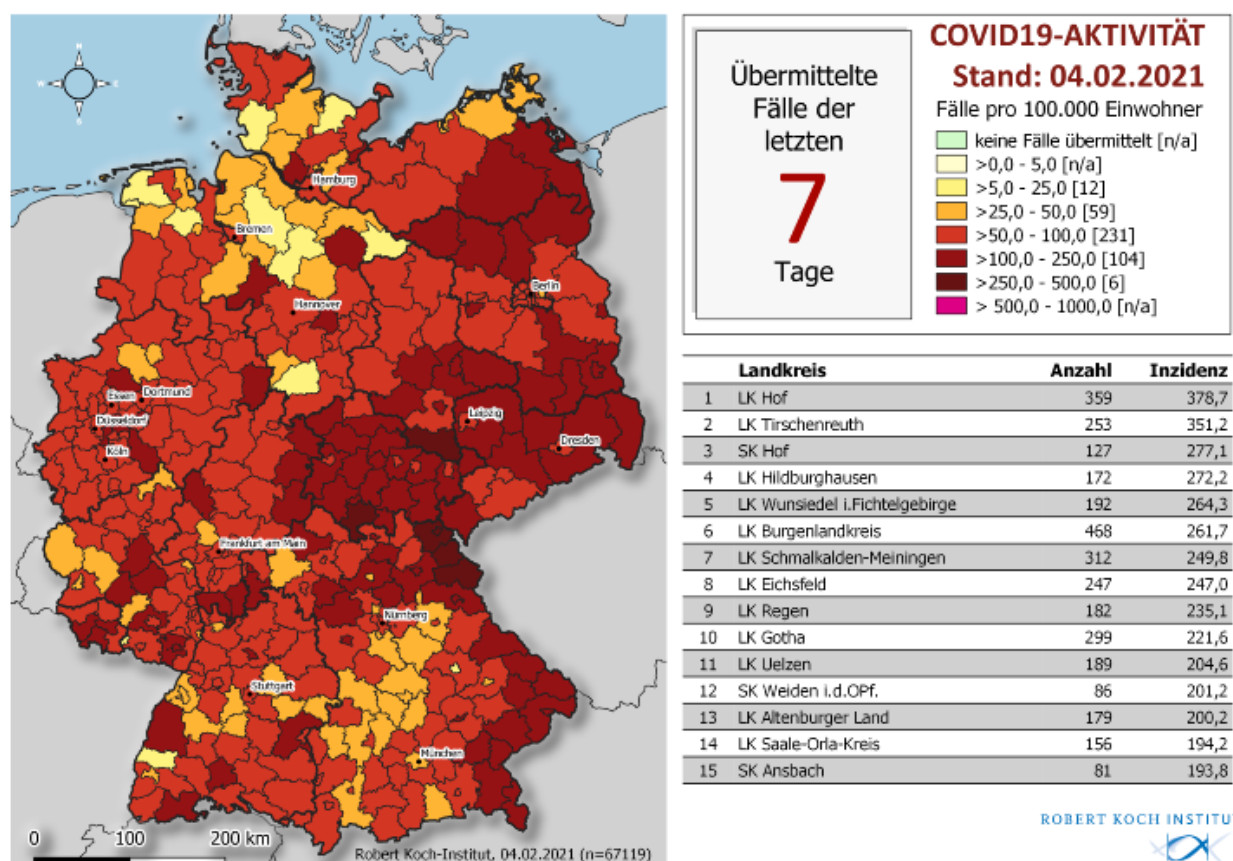 N
W
E
S
Hamburg
Bremen
Berlin
Hannover
Essen
Dortmund
Düsseldorf
Köln
Leipzig
Dresden
Frankfurt am Main
Nürnberg
Stuttgart
München
0 100 200 km
Robert Koch-Institut, 04.02.2021 (n=67119)
Übermittelte
Fälle der
letzten
7
Tage
COVID19-AKTIVITÄT
Stand: 04.02.2021
Fälle pro 100.000 Einwohner
keine Fälle übermittelt [n/a]
>0,0 - 5,0 [n/a]
>5,0 - 25,0 [12]
>25,0 - 50,0 [59]
>50,0 - 100,0 [231]
>100,0 - 250,0 [104]
>250,0 - 500,0 [6]
> 500,0 - 1000,0 [n/a]
Landkreis Anzahl Inzidenz
1 LK Hof 359 378,7
2 LK Tirschenreuth 253 351,2
3 SK Hof 127 277,1
4 LK Hildburghausen 172 272,2
5 LK Wunsiedel i.Fichtelgebirge 192 264,3
6 LK Burgenlandkreis 468 261,7
7 LK Schmalkalden-Meiningen 312 249,8
8 LK Eichsfeld 247 247,0
9 LK Regen 182 235,1
10 LK Gotha 299 221,6
11 LK Uelzen 189 204,6
12 SK Weiden i.d.OPf. 86 201,2
13 LK Altenburger Land 179 200,2
14 LK Saale-Orla-Kreis 156 194,2
15 SK Ansbach 81 193,8
ROBERT KOCH INSTITU